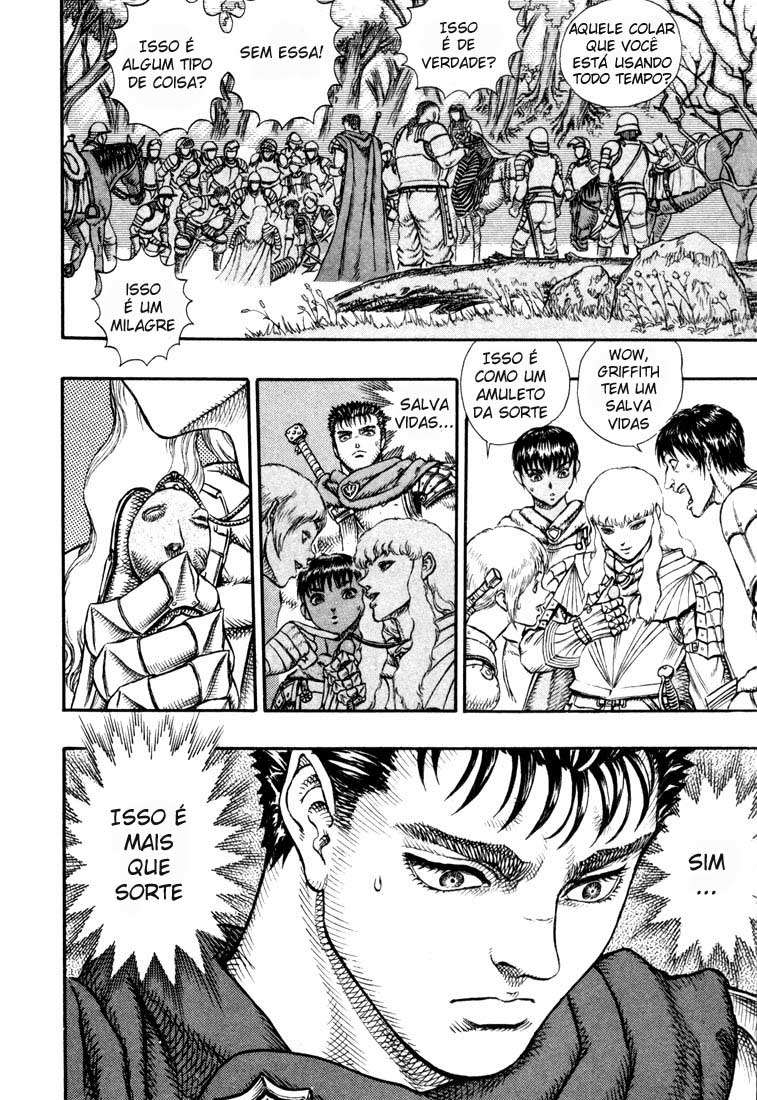 AQUELE COLAR
QUE VOCÊ
ESTÁ USANDO
TODO TEMPO?
ISSO
É DE
VERDADE?
SEM ESSA!
ISSO É
ALGUM TIPO
DE COISA?
ISSO
É UM
MILAGRE
WOW,
GRIFFITH
TEM UM
SALVA
VIDAS
ISSO É
COMO UM
AMULETO
DA SORTE
SALVA
VIDAS...
SIM
...
ISSO É
MAIS
QUE
SORTE